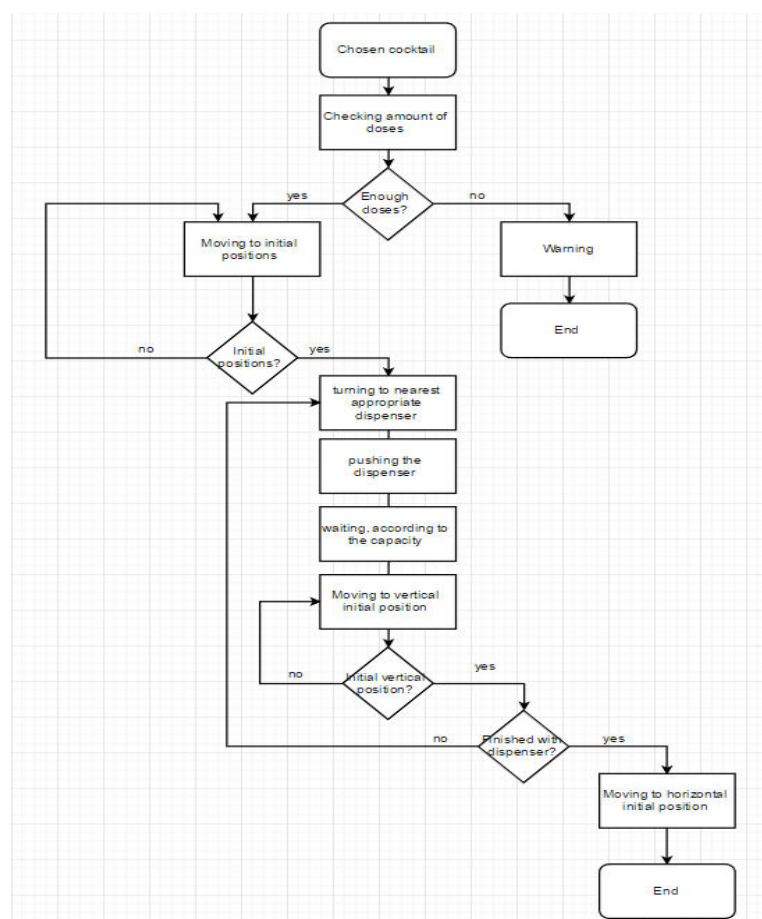 Chosen cocktail
Checking amount of
doses
yes
Enough
doses?
no
Moving to initial
positions
Warning
End
no
Initial
positions?
yes
turning to nearest
appropriate
dispenser
pushing the
dispenser
waiting, according to
the capacity
Moving to vertical
initial position
no
Initial vertical
position?
yes
no
Finished with
dispenser?
yes
Moving to horizontal
initial position
End